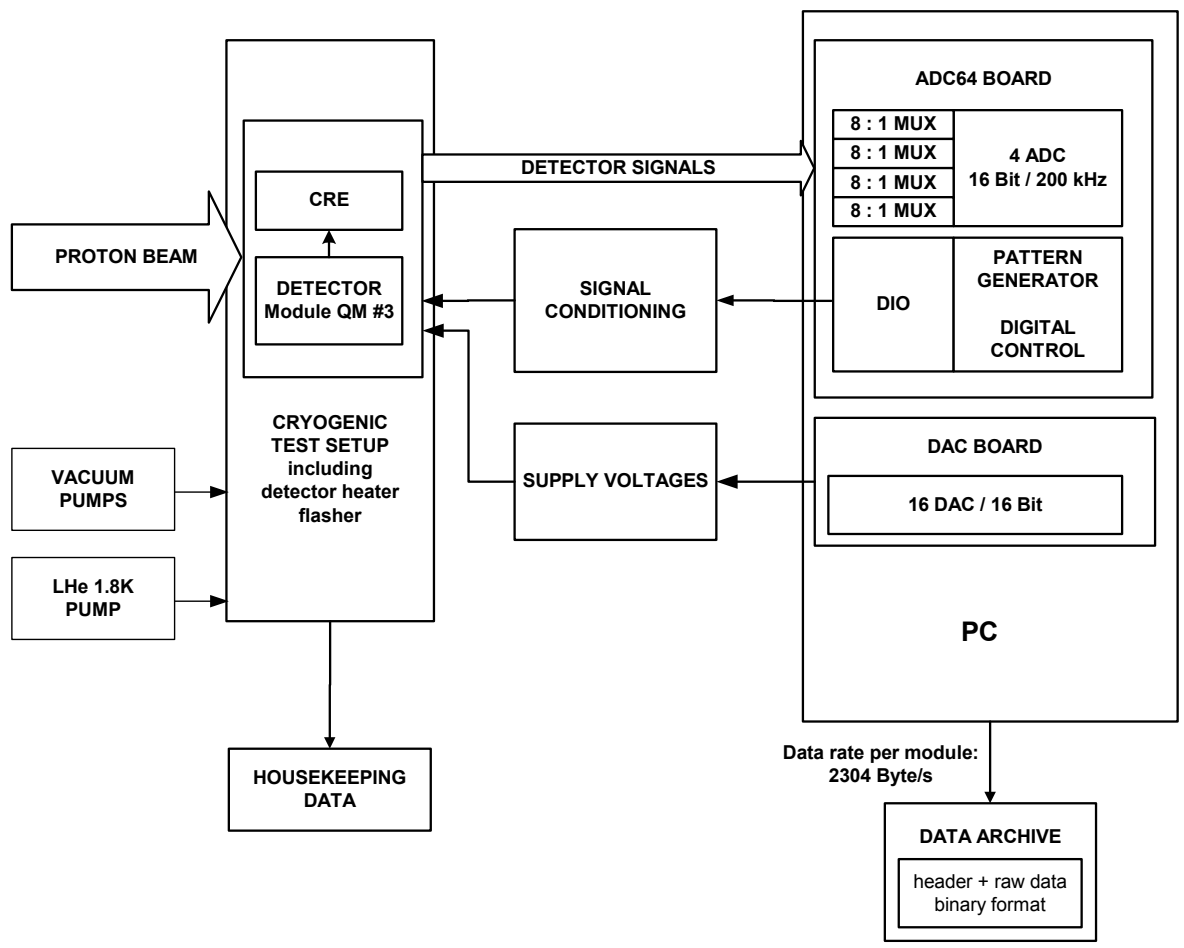 ADC64 BOARD
8 : 1 MUX
8 : 1 MUX
8 : 1 MUX
8 : 1 MUX
4 ADC
16 Bit / 200 kHz
DETECTOR SIGNALS
CRE
PROTON BEAM
DETECTOR
Module QM #3
SIGNAL
CONDITIONING
DIO
PATTERN
GENERATOR
DIGITAL
CONTROL
CRYOGENIC
TEST SETUP
including
detector heater
flasher
VACUUM
PUMPS
SUPPLY VOLTAGES
DAC BOARD
16 DAC / 16 Bit
LHe 1.8K
PUMP
PC
HOUSEKEEPING
DATA
Data rate per module:
2304 Byte/s
DATA ARCHIVE
header + raw data
binary format